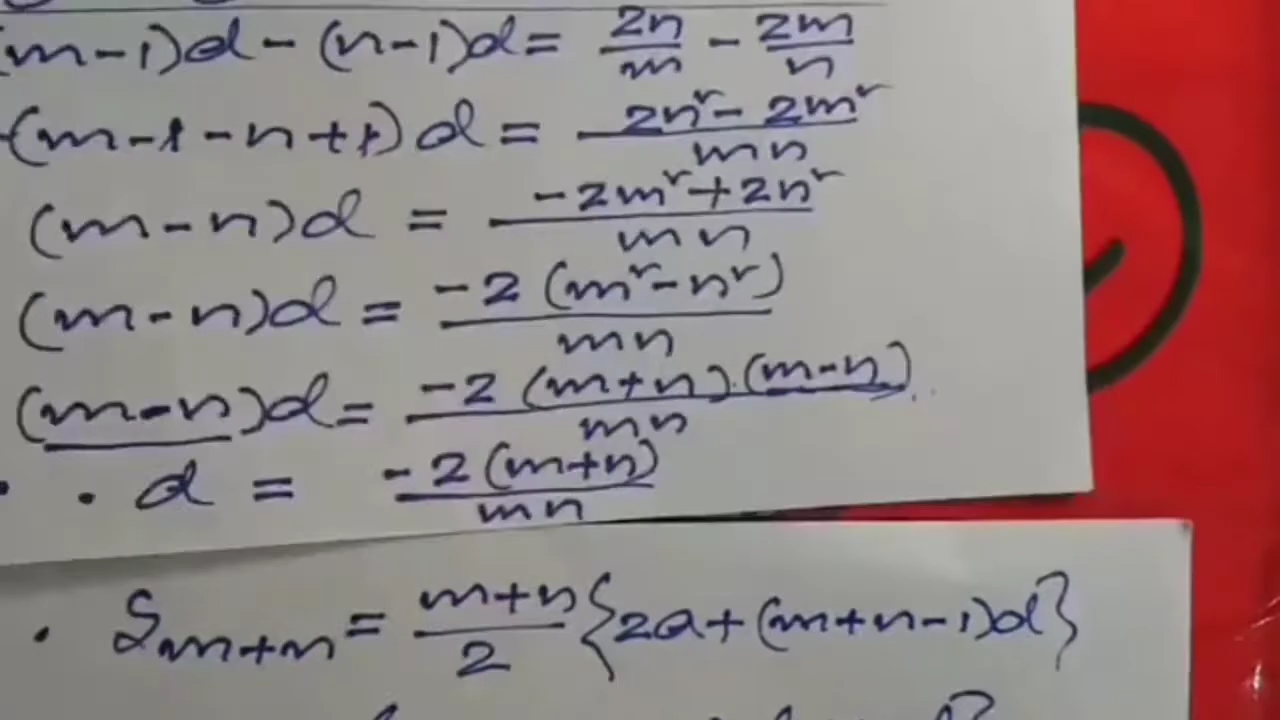 (m-1)d - (n-1)d = 2n/m - 2m/n
(m-1-n+1)d = 2n² - 2m² / mn
(m-n)d = -2m² + 2n² / mn
(m-n)d = -2(m²-n²) / mn
(m-n)d = -2(m+n).(m-n) / mn
. . d = -2(m+n) / mn
. Sm+n = m+n/2 {2a+(m+n-1)d}